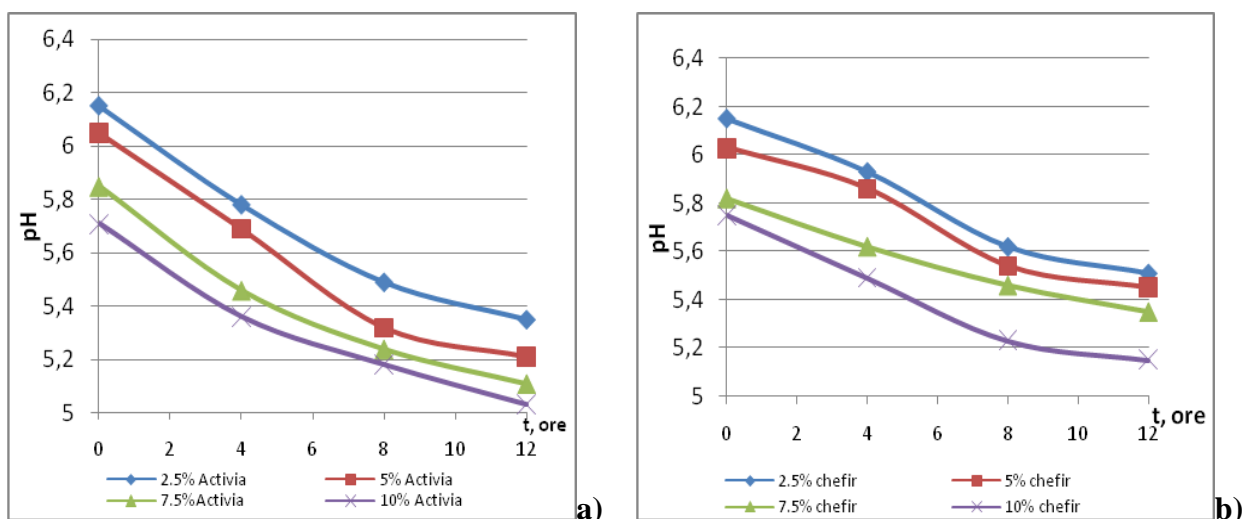 6,4
6,2
6
5,8
5,6
5,4
5,2
5
pH
0 2 4 6 8 10 12
t, ore
2.5% Activia 5% Activia
7.5%Activia 10% Activia
a)
6,4
6,2
6
5,8
5,6
5,4
5,2
5
pH
0 2 4 6 8 10 12
t, ore
2.5% chefir 5% chefir
7.5% chefir 10% chefir
b)